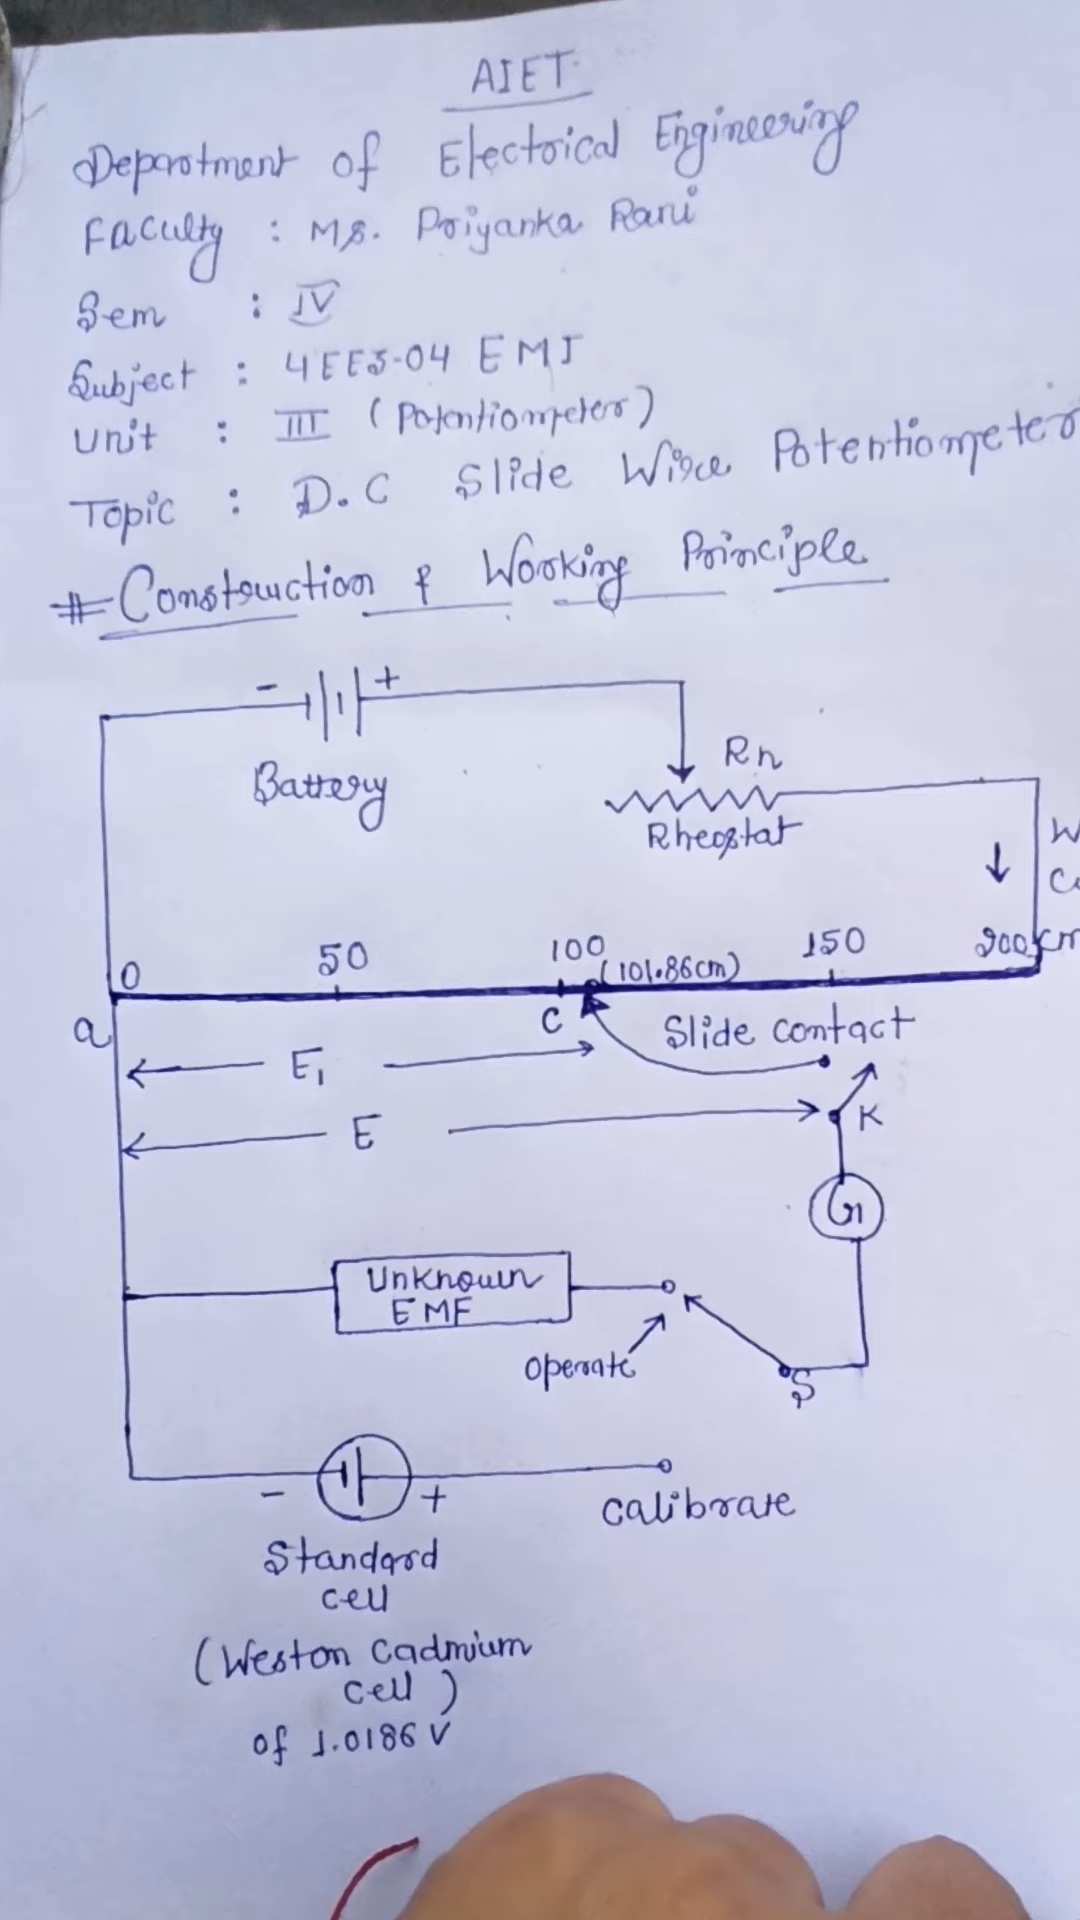 AIET
Department of Electrical Engineering
Faculty : Ms. Priyanka Rani
Sem : IV
Subject : 4EE3-04 EMI
Unit : III (Potentiometer)
Topic : D.C Slide Wire Potentiometer
# Construction & Working Principle
- +
Battery
Rh
Rheostat
0 50 100 (101.86cm) 150 200 cm
a
C
Slide contact
E1
K
E
G
Unknown
EMF
Operate
S
- +
Calibrate
Standard
cell
(Weston Cadmium
cell)
of 1.0186 V